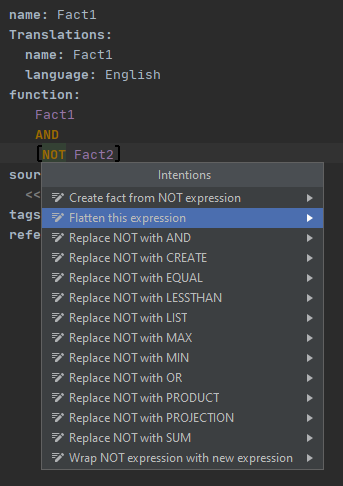 name: Fact1
Translations:
name: Fact1
language: English
function:
Fact1
AND
[NOT Fact2]
sour
<<
tags
refe
Intentions
Create fact from NOT expression
Flatten this expression
Replace NOT with AND
Replace NOT with CREATE
Replace NOT with EQUAL
Replace NOT with LESSTHAN
Replace NOT with LIST
Replace NOT with MAX
Replace NOT with MIN
Replace NOT with OR
Replace NOT with PRODUCT
Replace NOT with PROJECTION
Replace NOT with SUM
Wrap NOT expression with new expression